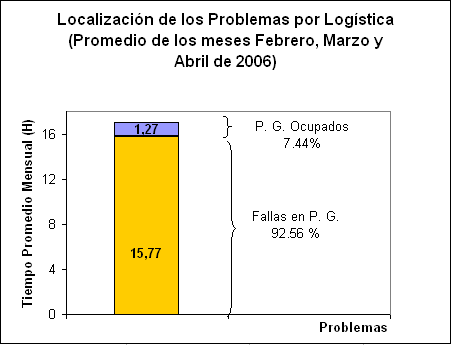 Localización de los Problemas por Logística
(Promedio de los meses Febrero, Marzo y
Abril de 2006)
Tiempo Promedio Mensual (H)
16
12
8
4
0
1,27
15,77
P. G. Ocupados
7.44%
Fallas en P. G.
92.56 %
Problemas